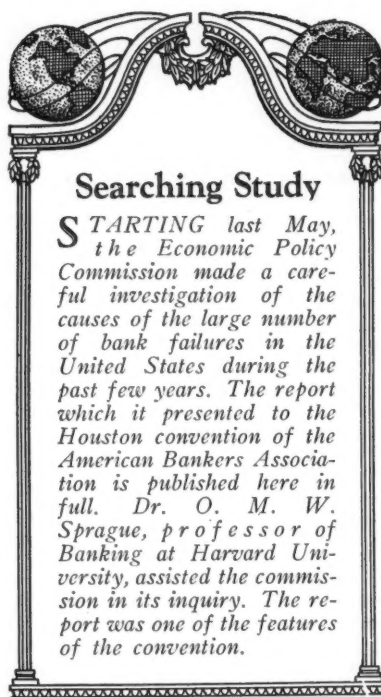 Searching Study
STARTING last May,
the Economic Policy
Commission made a care-
ful investigation of the
causes of the large number
of bank failures in the
United States during the
past few years. The report
which it presented to the
Houston convention of the
American Bankers Associa-
tion is published here in
full. Dr. O. M. W.
Sprague, professor of
Banking at Harvard Uni-
versity, assisted the commis-
sion in its inquiry. The re-
port was one of the features
of the convention.